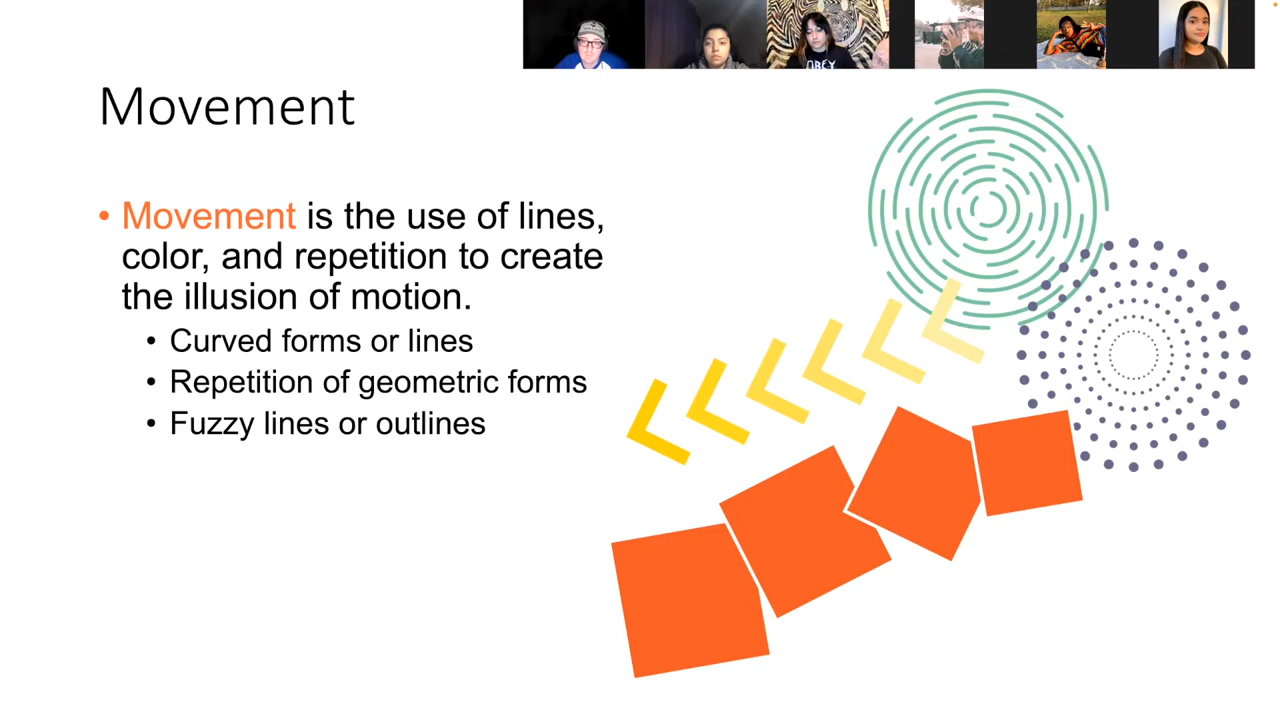 OBEY
Movement
• Movement is the use of lines,
color, and repetition to create
the illusion of motion.
• Curved forms or lines
• Repetition of geometric forms
• Fuzzy lines or outlines